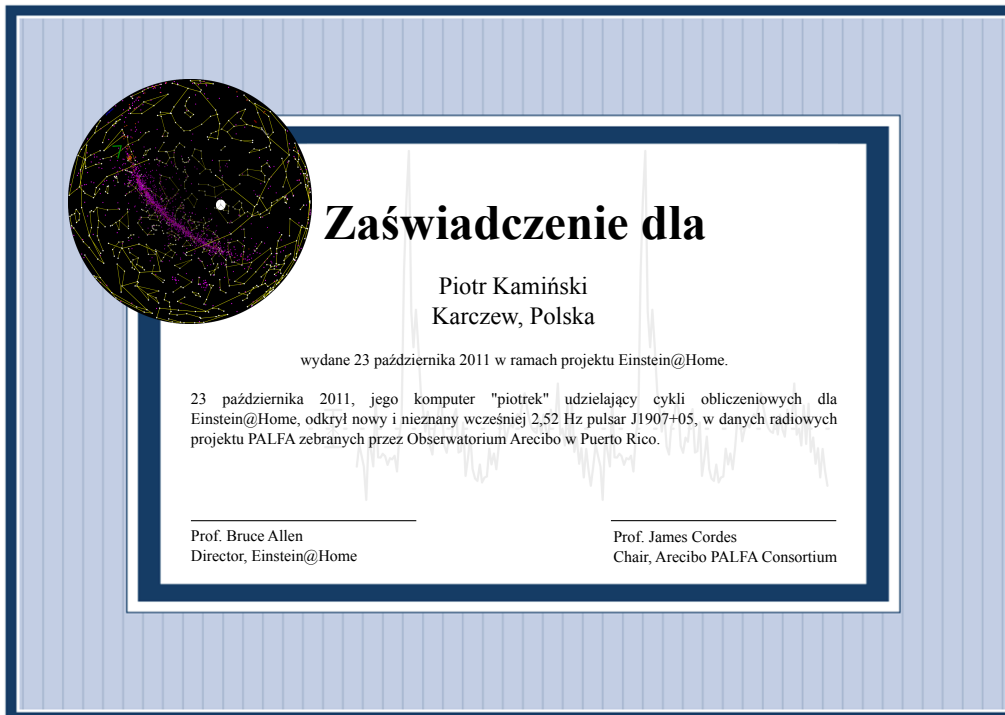 Zaświadczenie dla
Piotr Kamiński
Karczew, Polska
wydane 23 października 2011 w ramach projektu Einstein@Home.
23 października 2011, jego komputer "piotrek" udzielający cykli obliczeniowych dla
Einstein@Home, odkrył nowy i nieznany wcześniej 2,52 Hz pulsar J1907+05, w danych radiowych
projektu PALFA zebranych przez Obserwatorium Arecibo w Puerto Rico.
Prof. Bruce Allen
Director, Einstein@Home
Prof. James Cordes
Chair, Arecibo PALFA Consortium